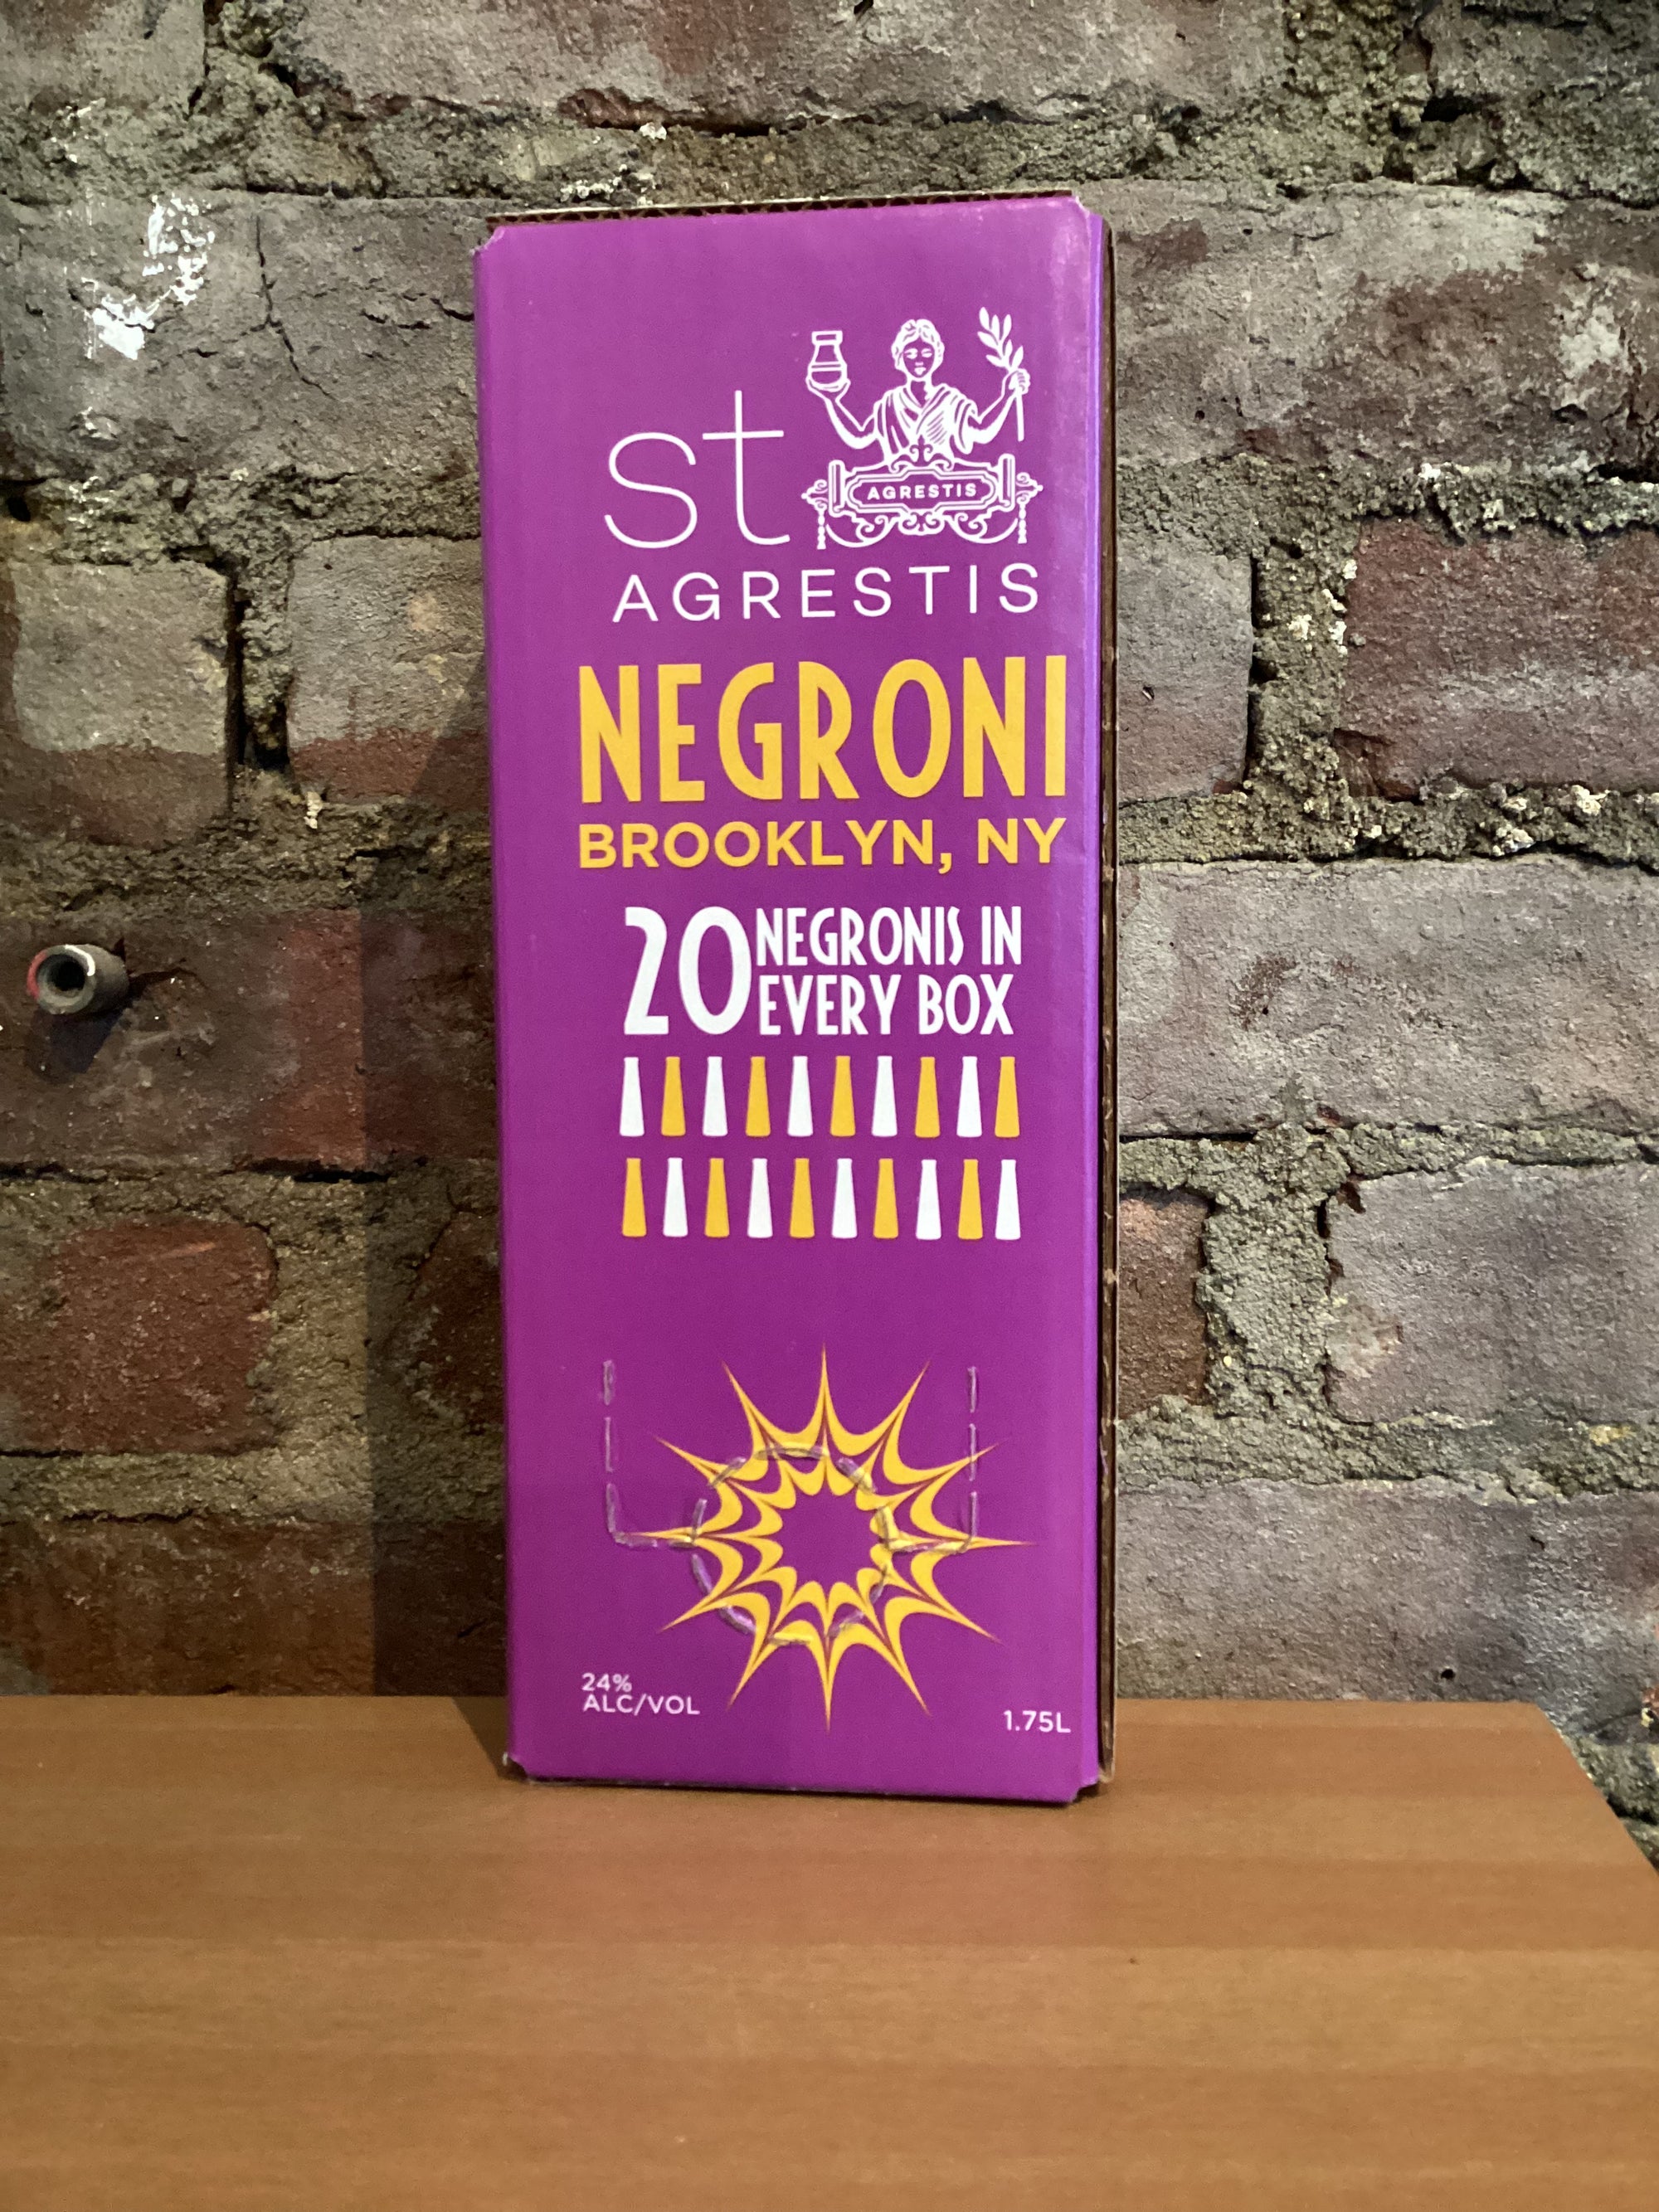 st
AGRESTIS
AGRESTIS
NEGRONI
BROOKLYN, NY
20 NEGRONIS IN
EVERY BOX
24%
ALC/VOL
1.75L